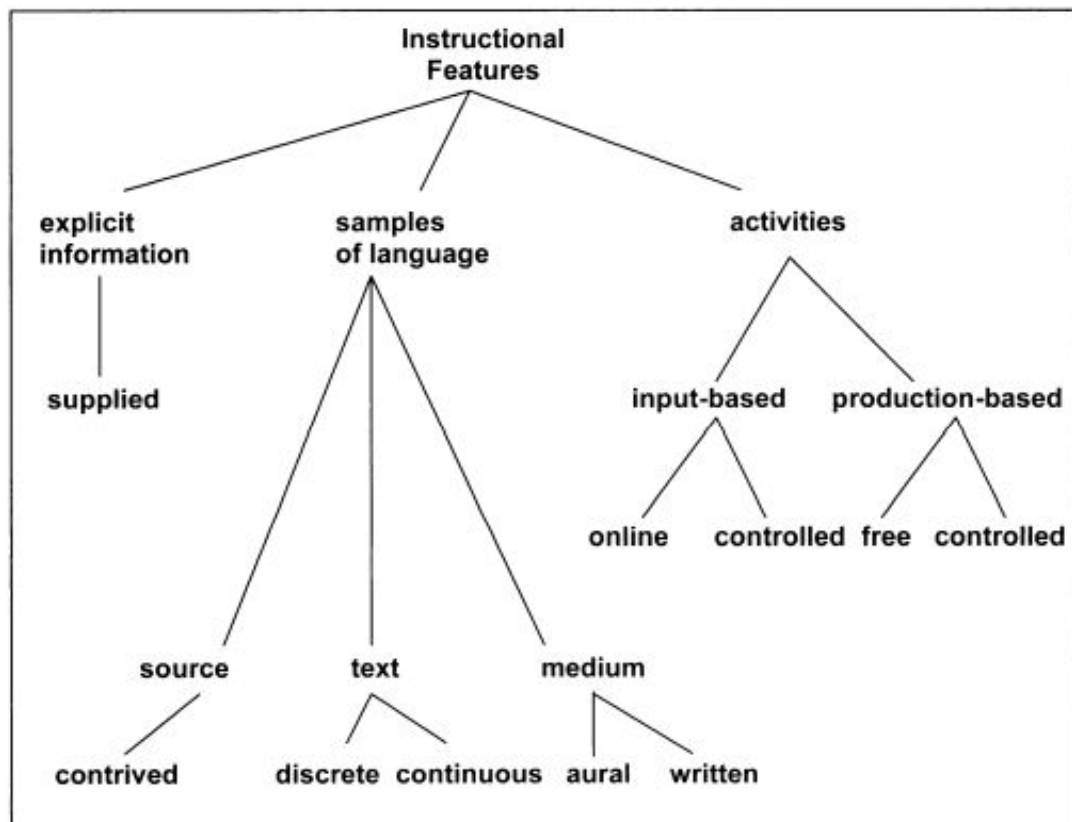 Instructional
Features
explicit
information
samples
of language
activities
supplied
input-based
production-based
online
controlled
free
controlled
source
text
medium
contrived
discrete
continuous
aural
written